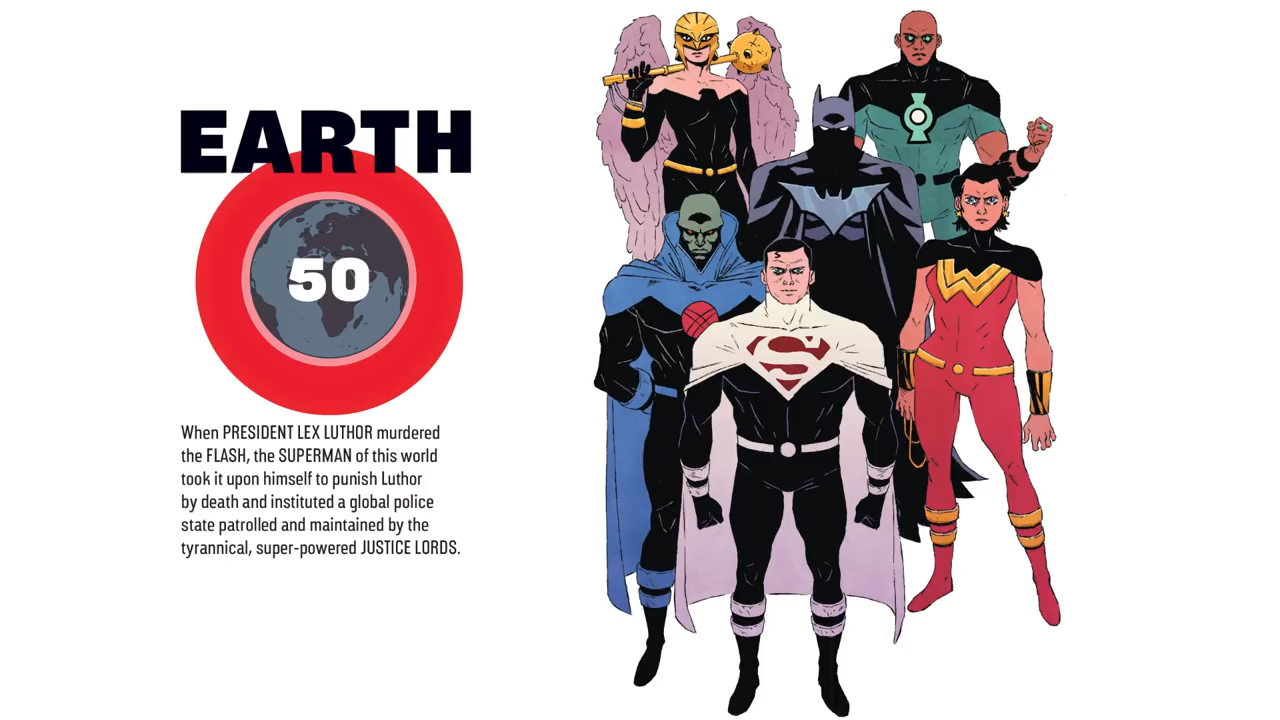 EARTH
50
When PRESIDENT LEX LUTHOR murdered
the FLASH, the SUPERMAN of this world
took it upon himself to punish Luthor
by death and instituted a global police
state patrolled and maintained by the
tyrannical, super-powered JUSTICE LORDS.
S
W